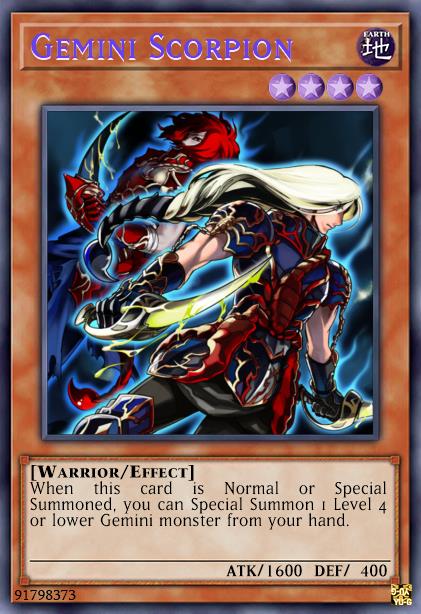 Gemini Scorpion
EARTH
地
[Warrior/Effect]
When this card is Normal or Special
Summoned, you can Special Summon 1 Level 4
or lower Gemini monster from your hand.
ATK/1600 DEF/ 400
91798373